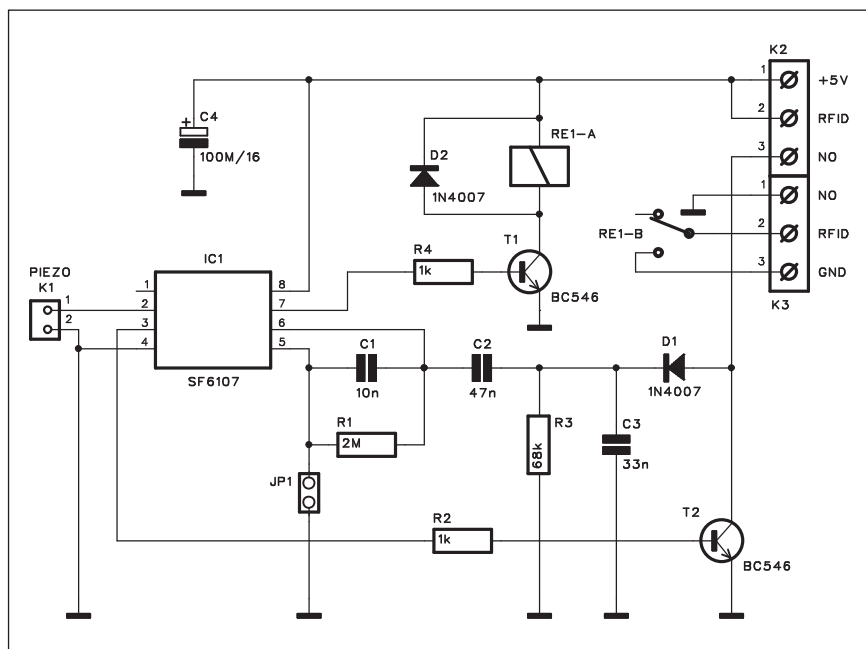 K2
1 +5V
C4
+
100M/16
2 RFID
RE1-A
D2
1N4007
3 NO
1 NO
RE1-B
2 RFID
T1
R4
1k
PIEZO
K1
IC1
3 GND
BC546
K3
1 8
1 2 7
2 3 6
4 5
SF6107
C1
10n
C2
47n
D1
1N4007
R1
2M
R3
68k
C3
33n
JP1
R2
1k
T2
BC546